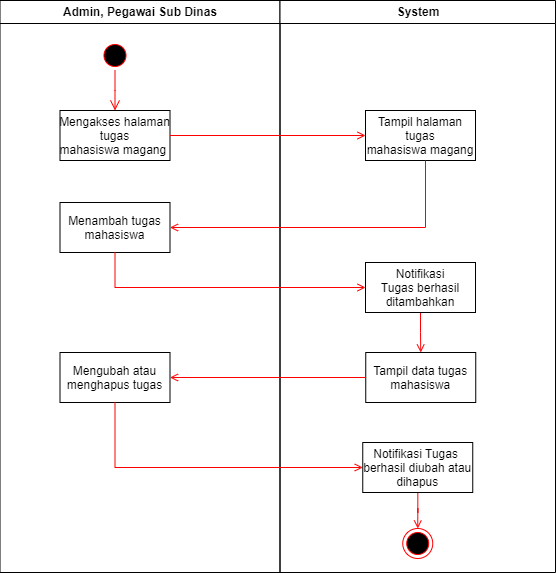 Admin, Pegawai Sub Dinas
System
Mengakses halaman
tugas
mahasiswa magang
Tampil halaman
tugas
mahasiswa magang
Menambah tugas
mahasiswa
Notifikasi
Tugas berhasil
ditambahkan
Tampil data tugas
mahasiswa
Mengubah atau
menghapus tugas
Notifikasi Tugas
berhasil diubah atau
dihapus